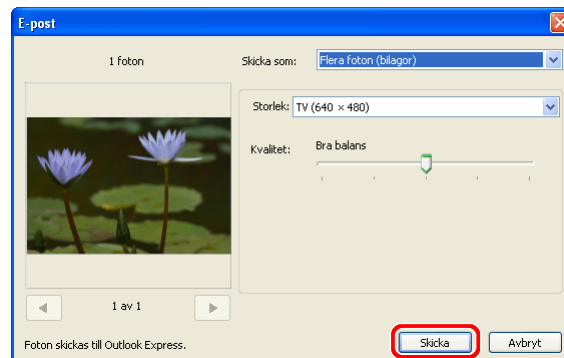 E-post
1 foton
Skicka som: Flera foton (bilagor)
Storlek: TV (640 × 480)
Kvalitet: Bra balans
1 av 1
Foton skickas till Outlook Express.
Skicka Avbryt